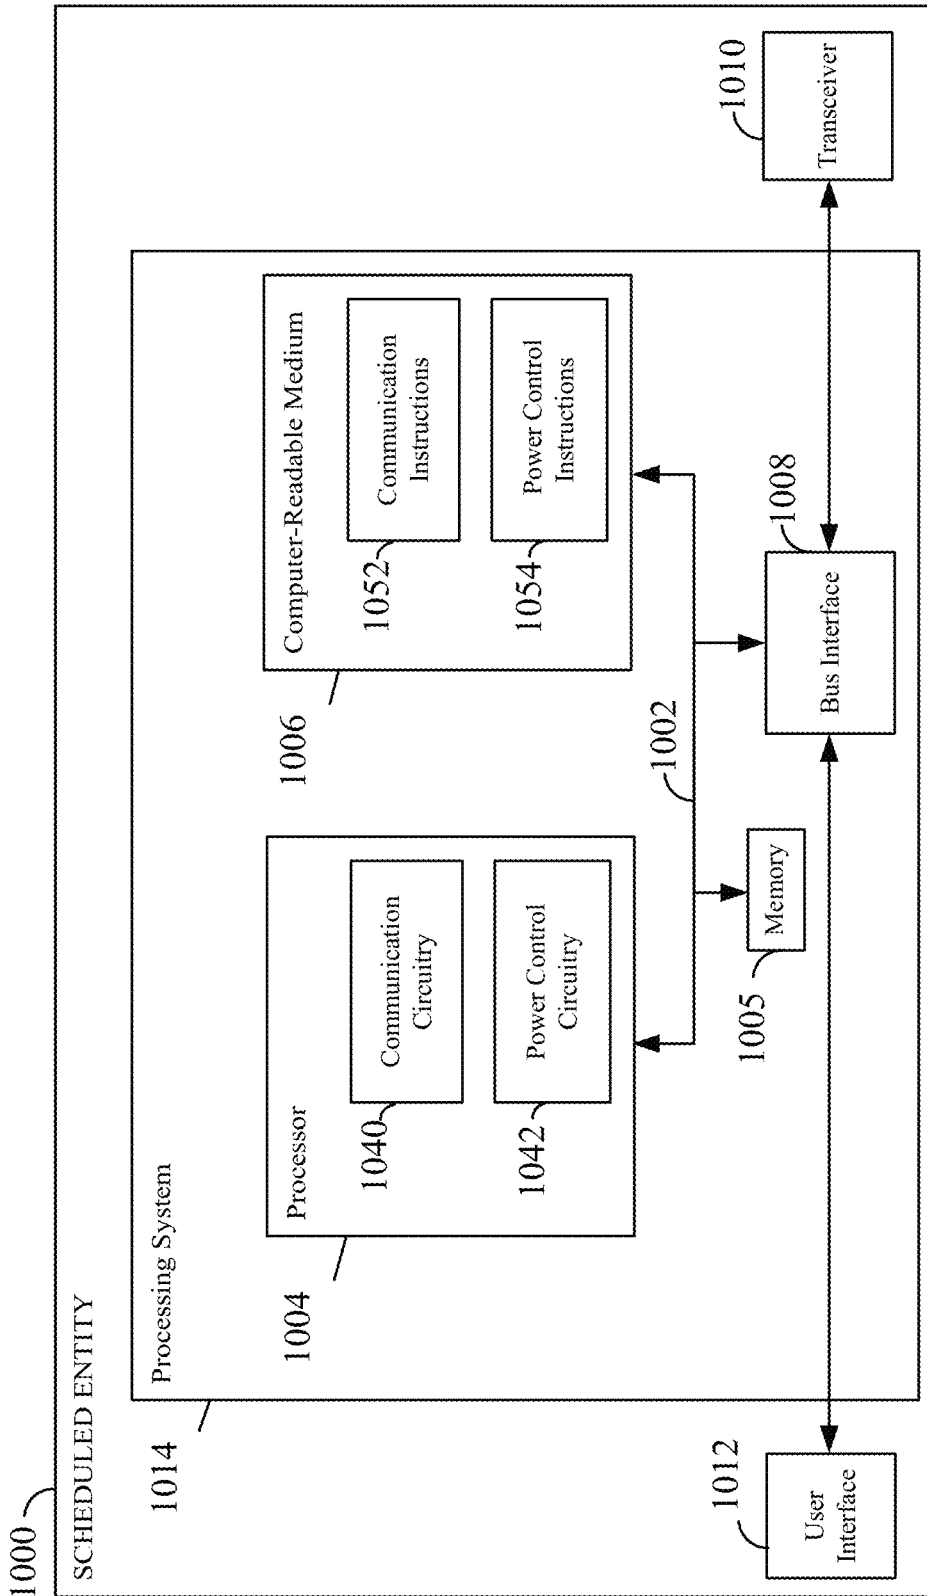 1000
SCHEDULED ENTITY
1014
Processing System
1004
Processor
1040
Communication
Circuitry
1042
Power Control
Circuitry
1006
Computer-Readable Medium
1052
Communication
Instructions
1054
Power Control
Instructions
1002
1005
Memory
1012
User
Interface
Bus Interface
1008
Transceiver
1010